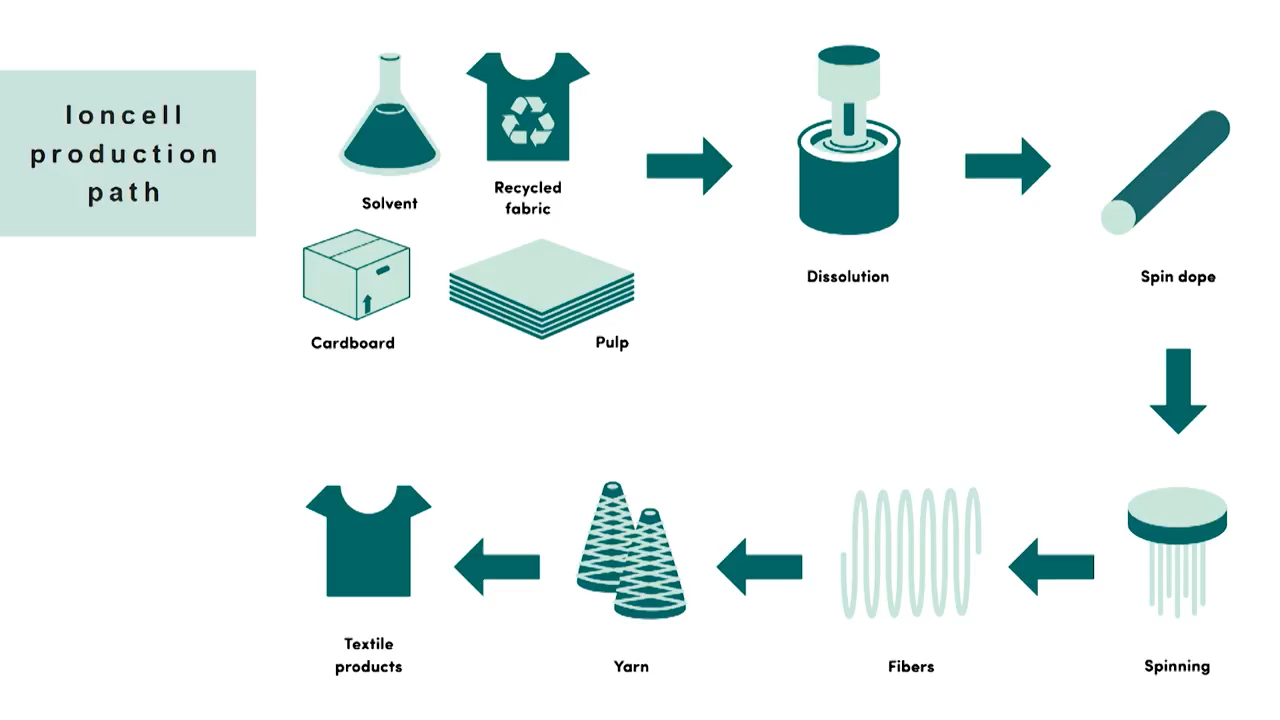 Ioncell
production
path
Solvent
Recycled
fabric
Cardboard
Pulp
Dissolution
Spin dope
Spinning
Fibers
Yarn
Textile
products